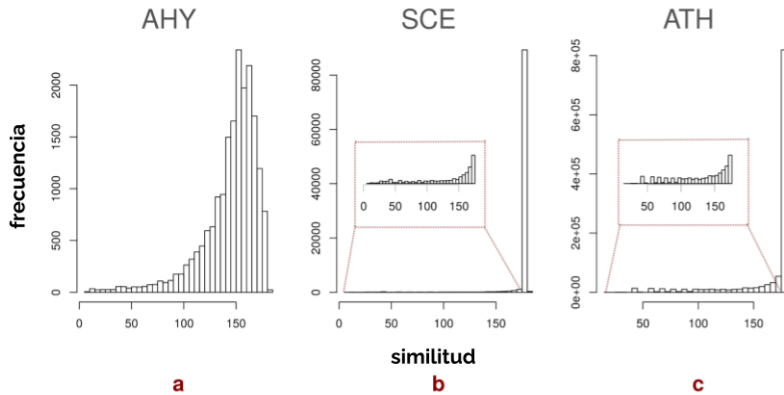 AHY SCE ATH
frecuencia
0 500 1000 1500 2000
0 50 100 150
0 20000 40000 60000 80000
0 50 100 150
0 50 100 150
0e+00 2e+05 4e+05 6e+05 8e+05
50 100 150
50 100 150
similitud
a b c